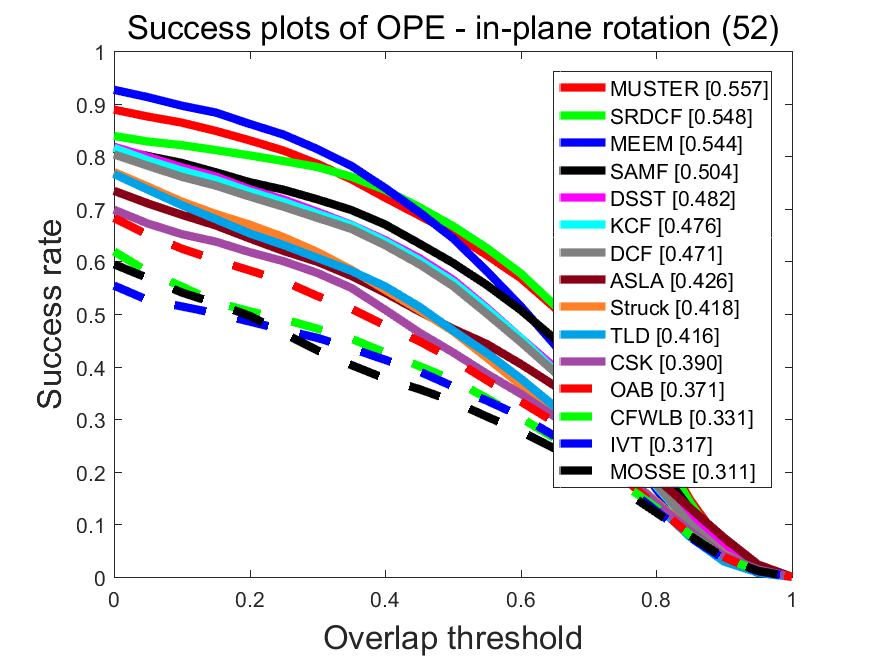 Success plots of OPE - in-plane rotation (52)
1
0.9
0.8
0.7
0.6
0.5
0.4
0.3
0.2
0.1
0
Success rate
MUSTER [0.557]
SRDCF [0.548]
MEEM [0.544]
SAMF [0.504]
DSST [0.482]
KCF [0.476]
DCF [0.471]
ASLA [0.426]
Struck [0.418]
TLD [0.416]
CSK [0.390]
OAB [0.371]
CFWLB [0.331]
IVT [0.317]
MOSSE [0.311]
0 0.2 0.4 0.6 0.8 1
Overlap threshold